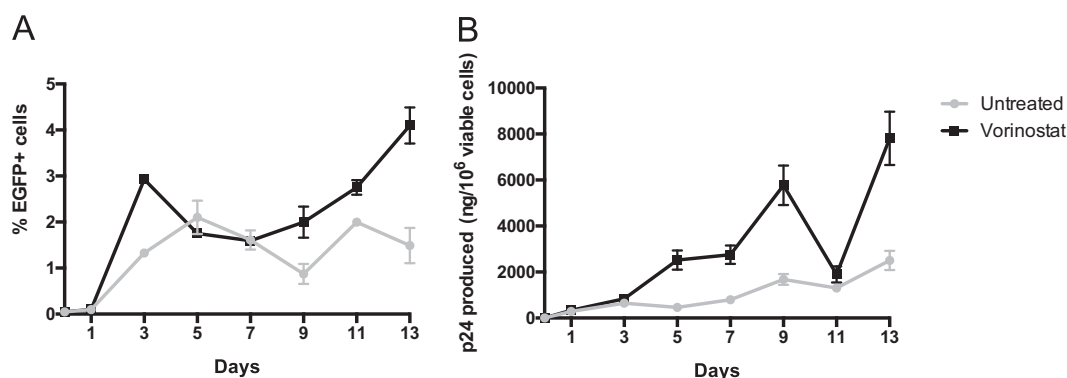 A
% EGFP+ cells
5
4
3
2
1
0
1 3 5 7 9 11 13
Days
B
p24 produced (ng/10⁶ viable cells)
10000
8000
6000
4000
2000
0
1 3 5 7 9 11 13
Days
Untreated
Vorinostat